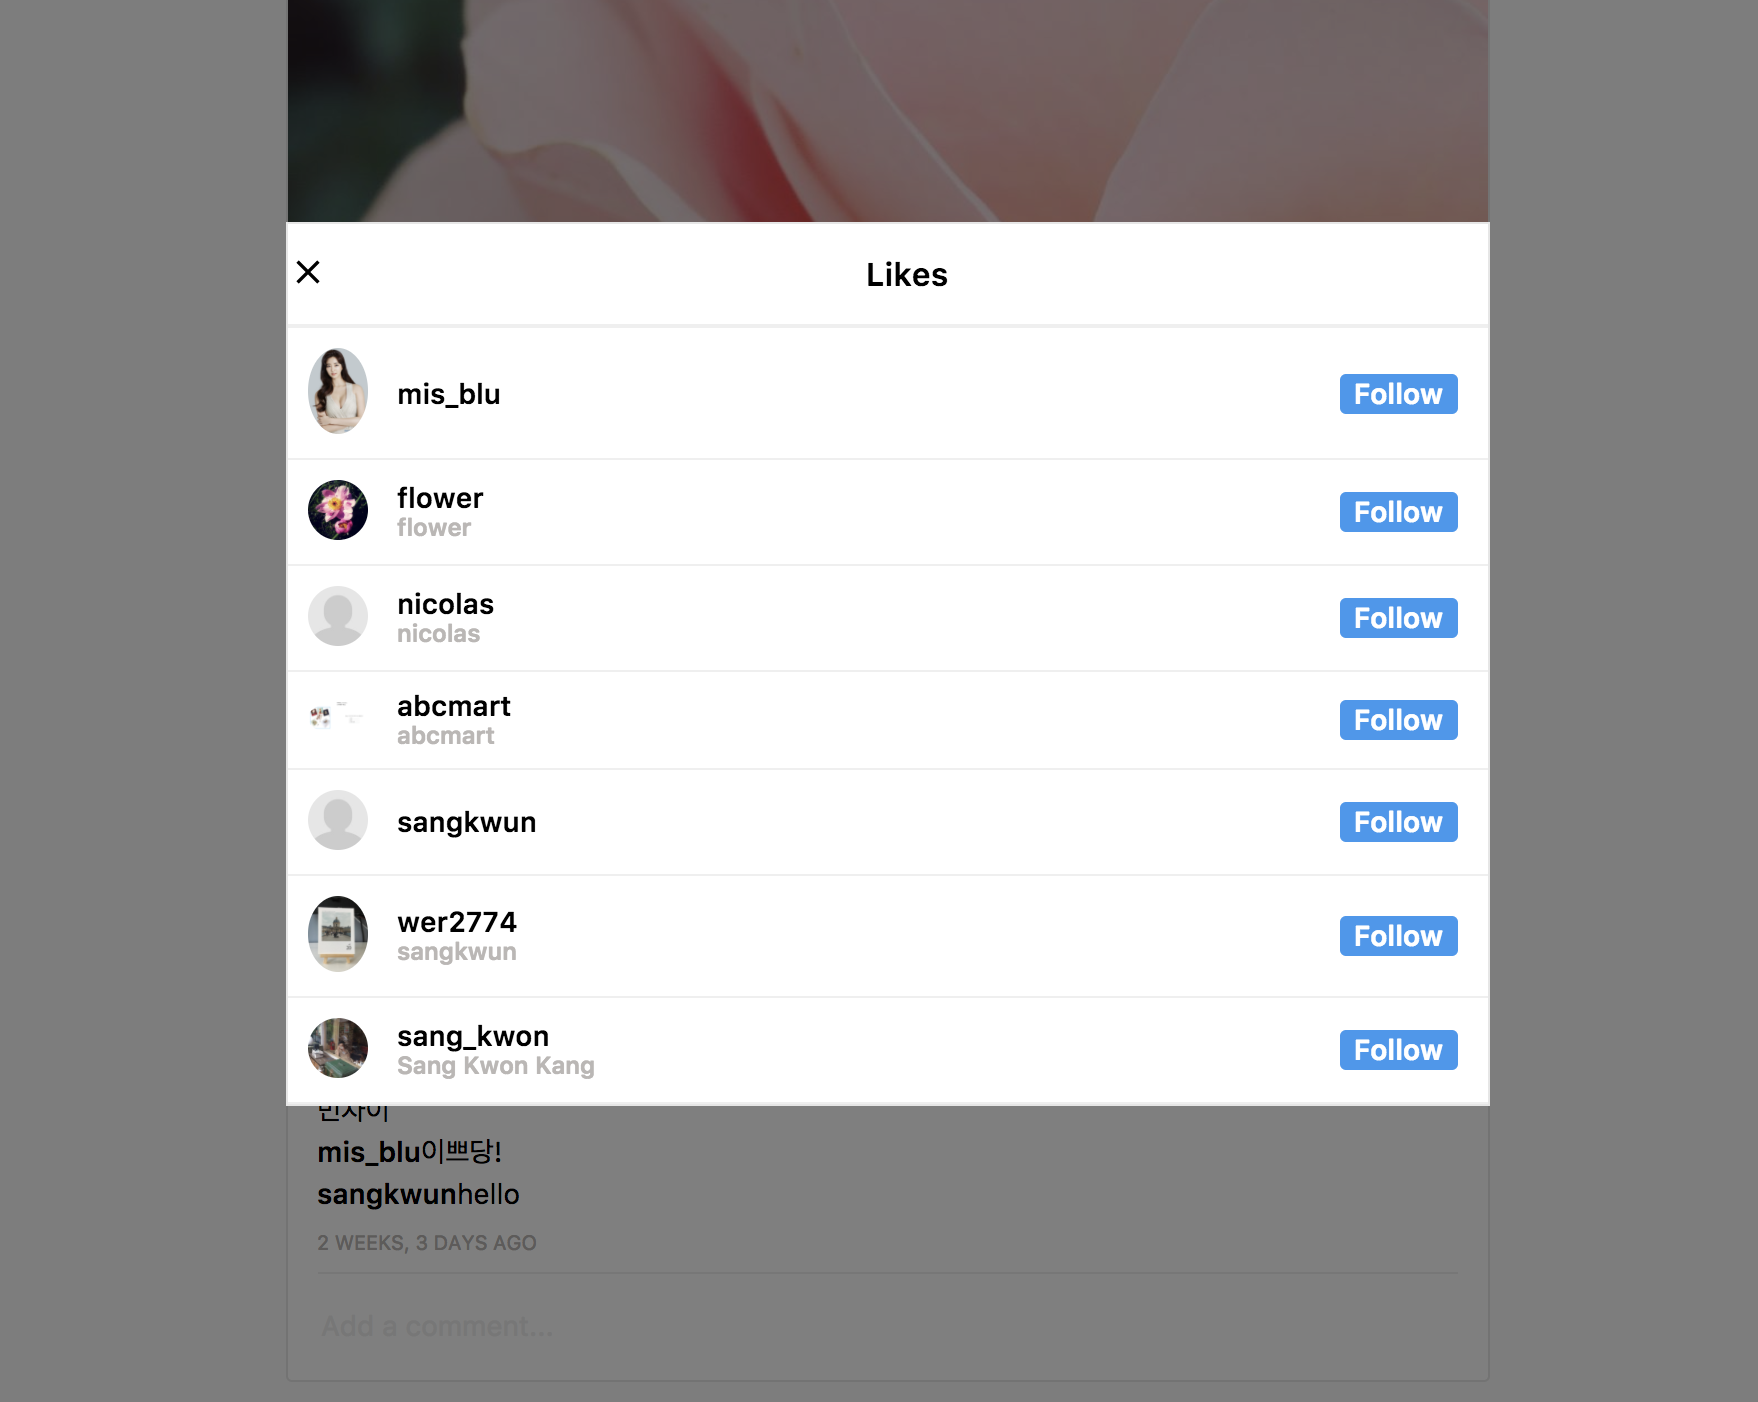 Likes
mis_blu
Follow
flower
flower
Follow
nicolas
nicolas
Follow
abcmart
abcmart
Follow
sangkwun
Follow
wer2774
sangkwun
Follow
sang_kwon
Sang Kwon Kang
Follow
mis_blu이쁘당!
sangkwunhello
2 WEEKS, 3 DAYS AGO
Add a comment...